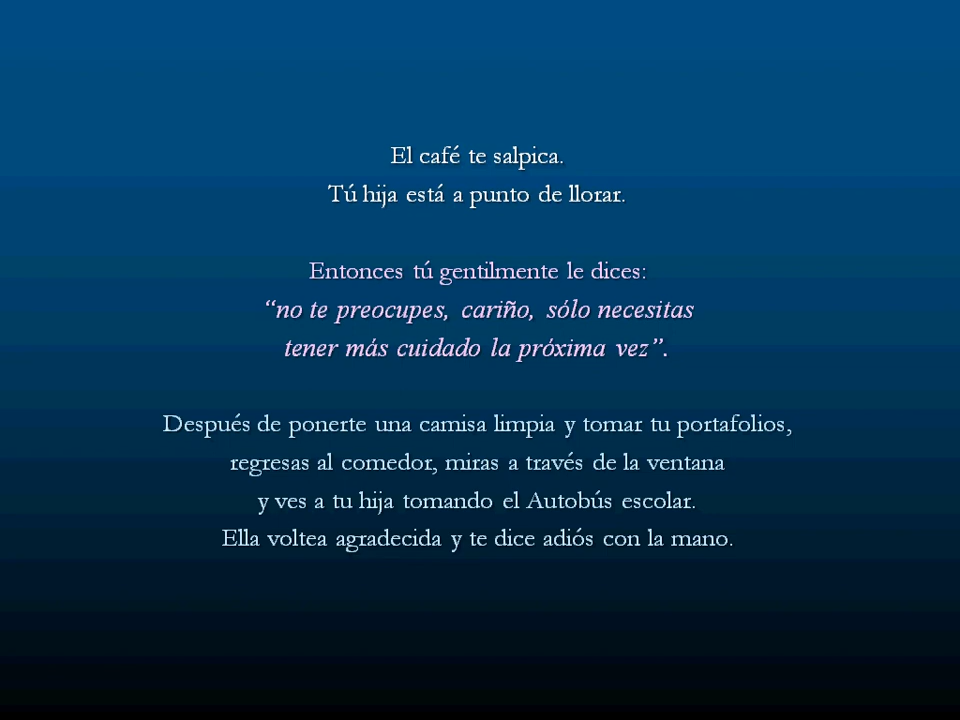 El café te salpica.
Tú hija está a punto de llorar.
Entonces tú gentilmente le dices:
“no te preocupes, cariño, sólo necesitas
tener más cuidado la próxima vez”.
Después de ponerte una camisa limpia y tomar tu portafolios,
regresas al comedor, miras a través de la ventana
y ves a tu hija tomando el Autobús escolar.
Ella voltea agradecida y te dice adiós con la mano.